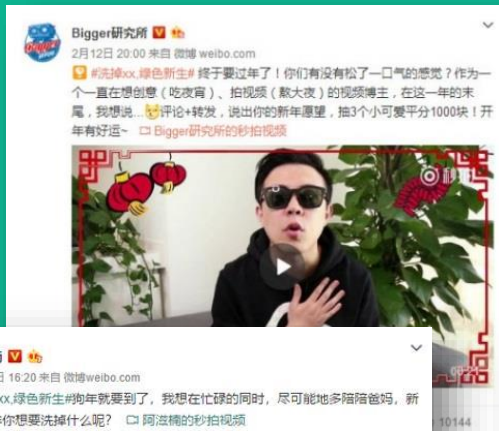 Bigger研究所
2月12日 20:00 来自 微博 weibo.com
#洗掉xx,绿色新生# 终于要过年了！你们有没有松了一口气的感觉？作为一
个一直在想创意（吃夜宵）、拍视频（熬大夜）的视频博主，在这一年的末
尾，我想说...评论+转发，说出你的新年愿望，抽3个小可爱平分1000块！开
年有好运~ Bigger研究所的秒拍视频
16:20 来自 微博weibo.com
xx,绿色新生#狗年就要到了，我想在忙碌的同时，尽可能地多陪陪爸妈，新
你想要洗掉什么呢？ 阿滋楠的秒拍视频
10144